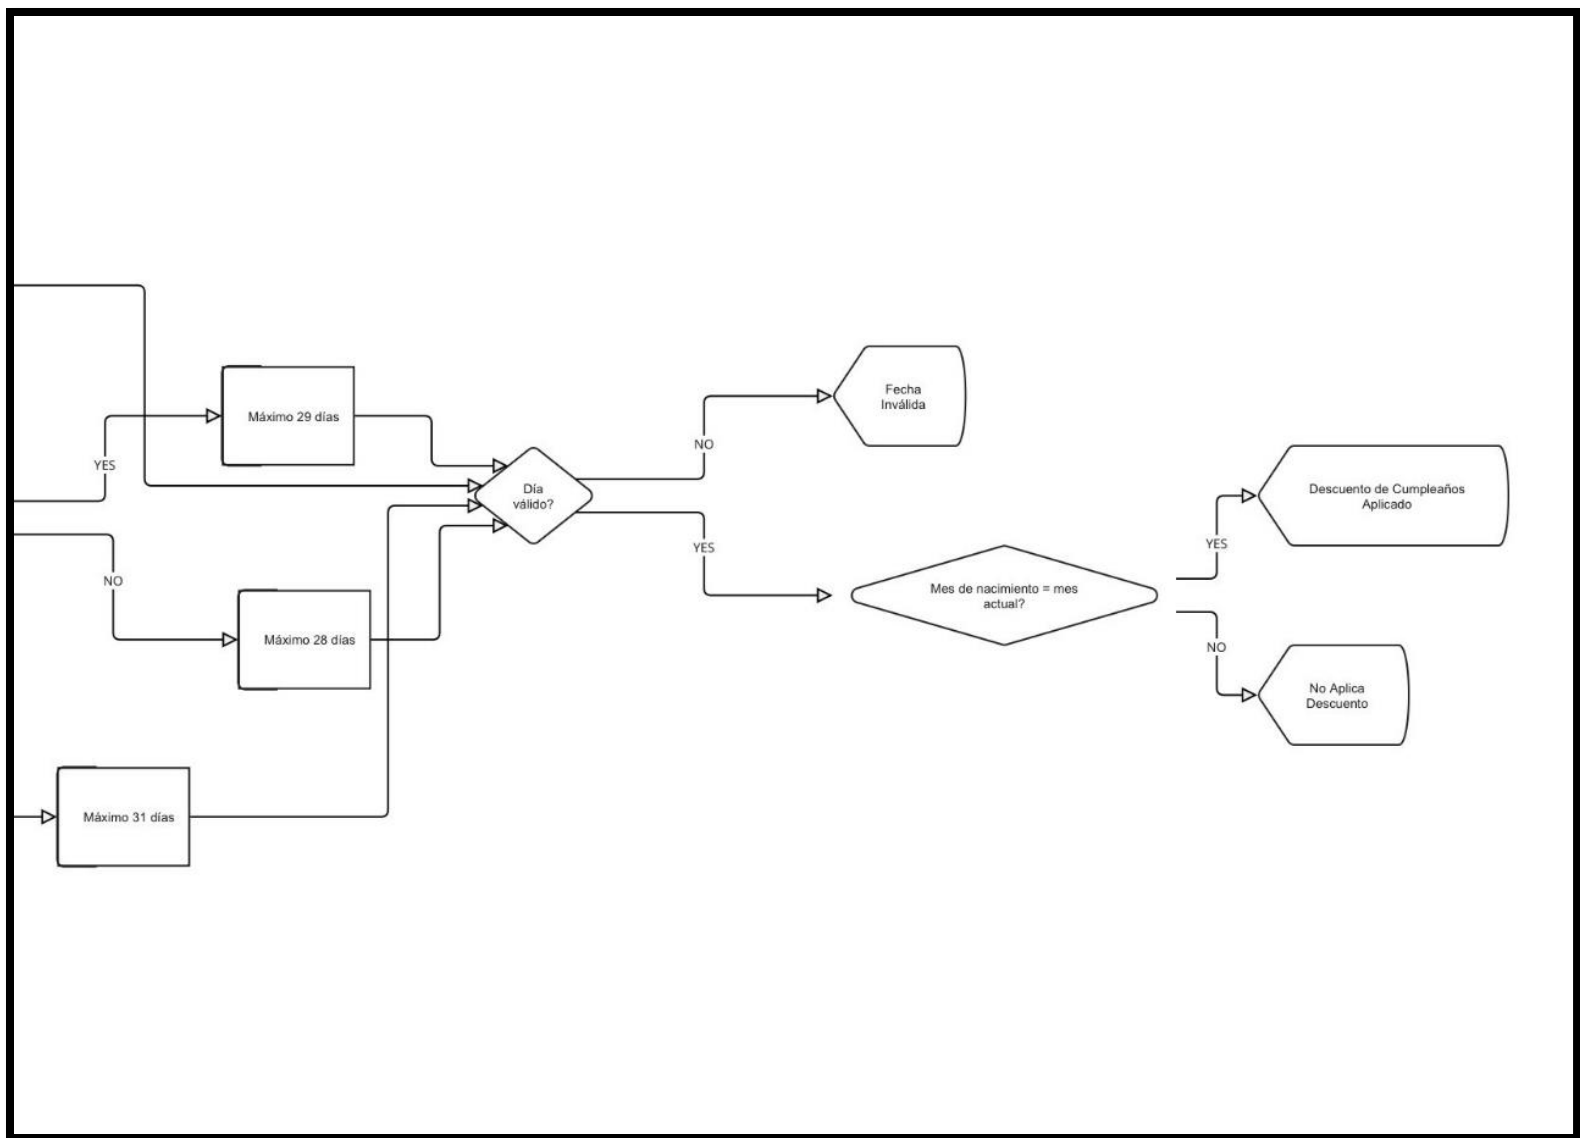 Máximo 29 días
YES
NO
Máximo 28 días
Máximo 31 días
Día
válido?
NO
YES
Fecha
Inválida
Mes de nacimiento = mes
actual?
YES
NO
Descuento de Cumpleaños
Aplicado
No Aplica
Descuento